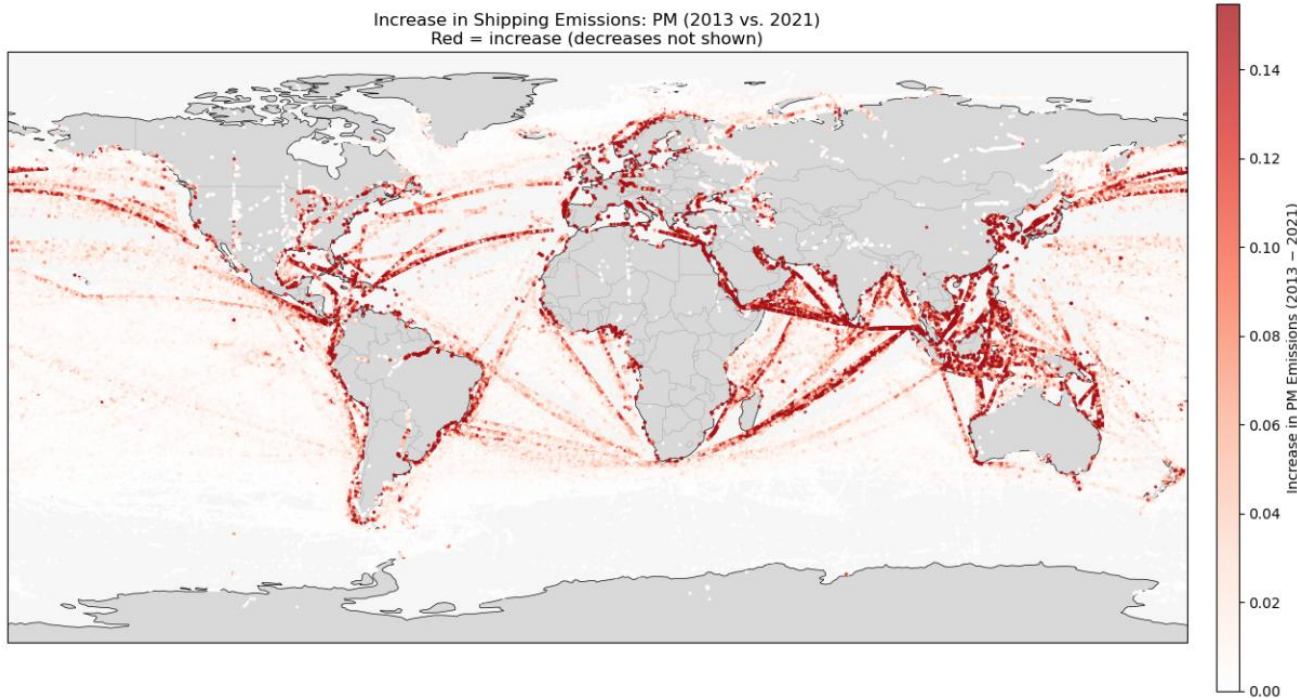 Increase in Shipping Emissions: PM (2013 vs. 2021)
Red = increase (decreases not shown)
0.14
0.12
0.10
0.08
0.06
0.04
0.02
0.00
Increase in PM Emissions (2013 − 2021)